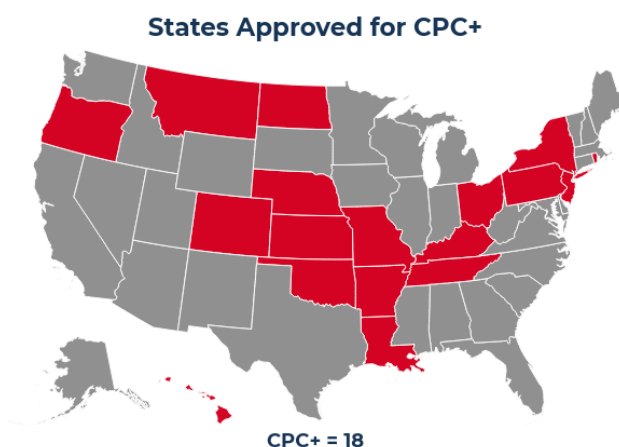 States Approved for CPC+
CPC+ = 18